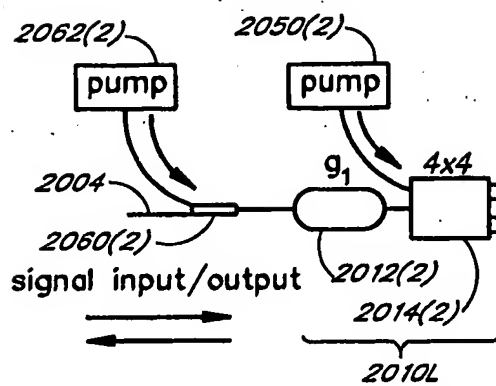 2062(2)
2050(2)
pump
pump
2004
g1
4x4
2060(2)
2012(2)
signal input/output
2014(2)
2010L